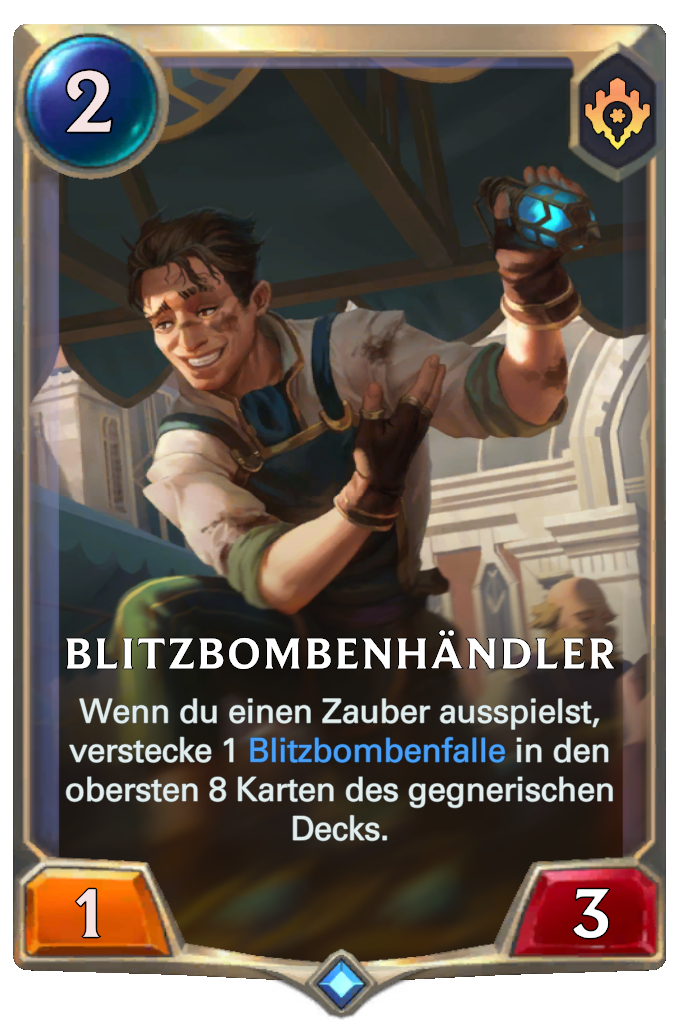 2
BLITZBOMBENHÄNDLER
Wenn du einen Zauber ausspielst,
verstecke 1 Blitzbombenfalle in den
obersten 8 Karten des gegnerischen
Decks.
1
3